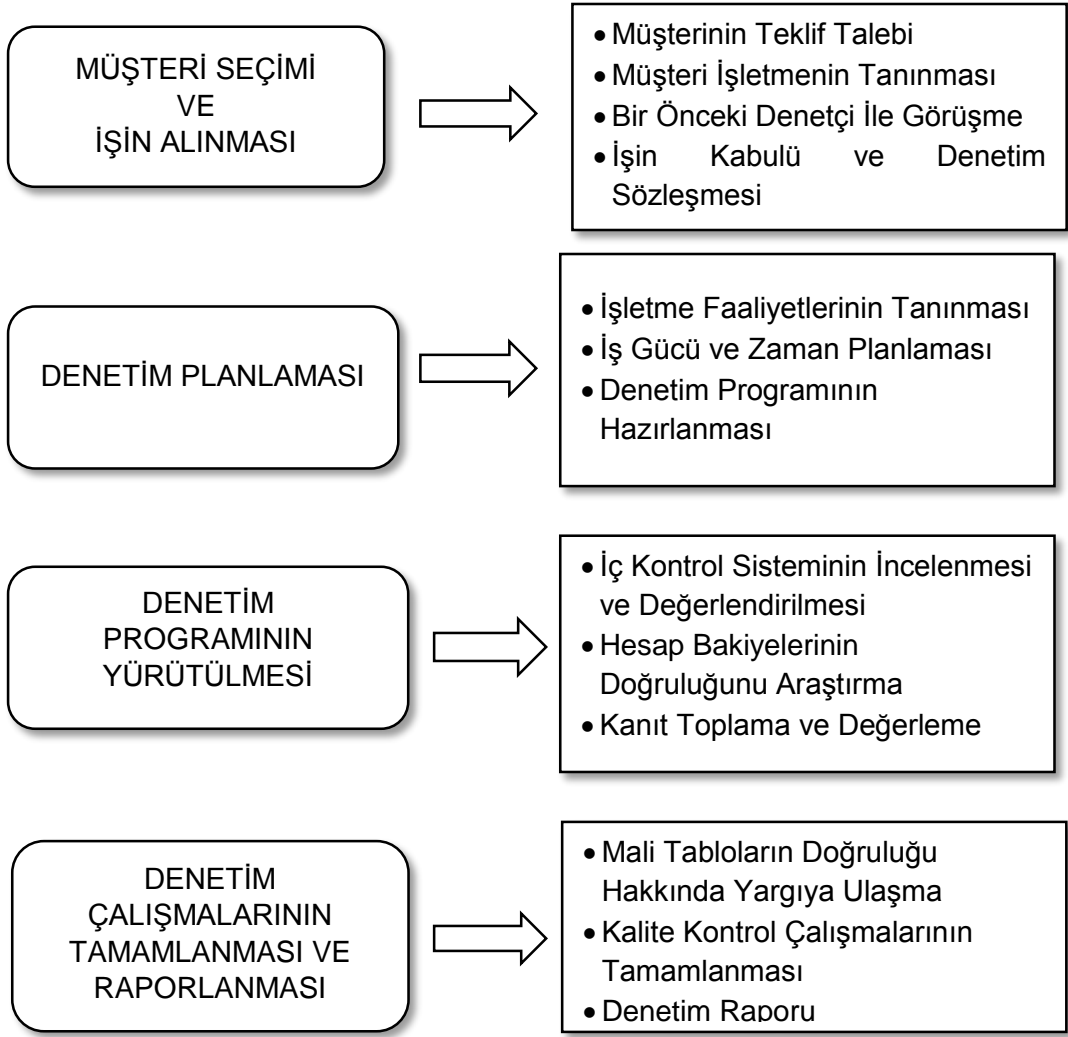 MÜŞTERİ SEÇİMİ
VE
İŞİN ALINMASI
• Müşterinin Teklif Talebi
• Müşteri İşletmenin Tanınması
• Bir Önceki Denetçi İle Görüşme
• İşin Kabulü ve Denetim
Sözleşmesi
DENETİM PLANLAMASI
• İşletme Faaliyetlerinin Tanınması
• İş Gücü ve Zaman Planlaması
• Denetim Programının
Hazırlanması
DENETİM
PROGRAMININ
YÜRÜTÜLMESİ
• İç Kontrol Sisteminin İncelenmesi
ve Değerlendirilmesi
• Hesap Bakiyelerinin
Doğruluğunu Araştırma
• Kanıt Toplama ve Değerleme
DENETİM
ÇALIŞMALARININ
TAMAMLANMASI VE
RAPORLANMASI
• Mali Tabloların Doğruluğu
Hakkında Yargıya Ulaşma
• Kalite Kontrol Çalışmalarının
Tamamlanması
• Denetim Raporu